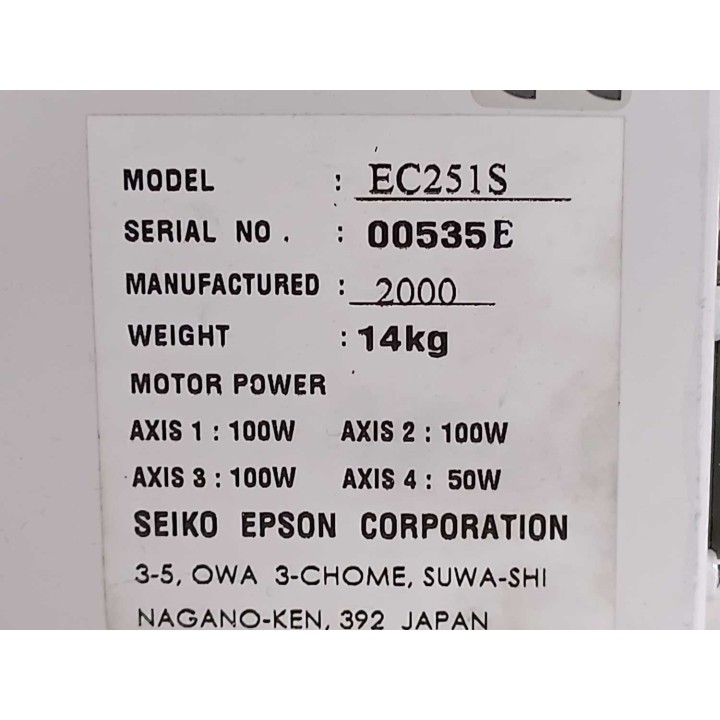 MODEL : EC251S
SERIAL NO. : 00535E
MANUFACTURED : 2000
WEIGHT : 14kg
MOTOR POWER
AXIS 1 : 100W AXIS 2 : 100W
AXIS 3 : 100W AXIS 4 : 50W
SEIKO EPSON CORPORATION
3-5, OWA 3-CHOME, SUWA-SHI
NAGANO-KEN, 392 JAPAN